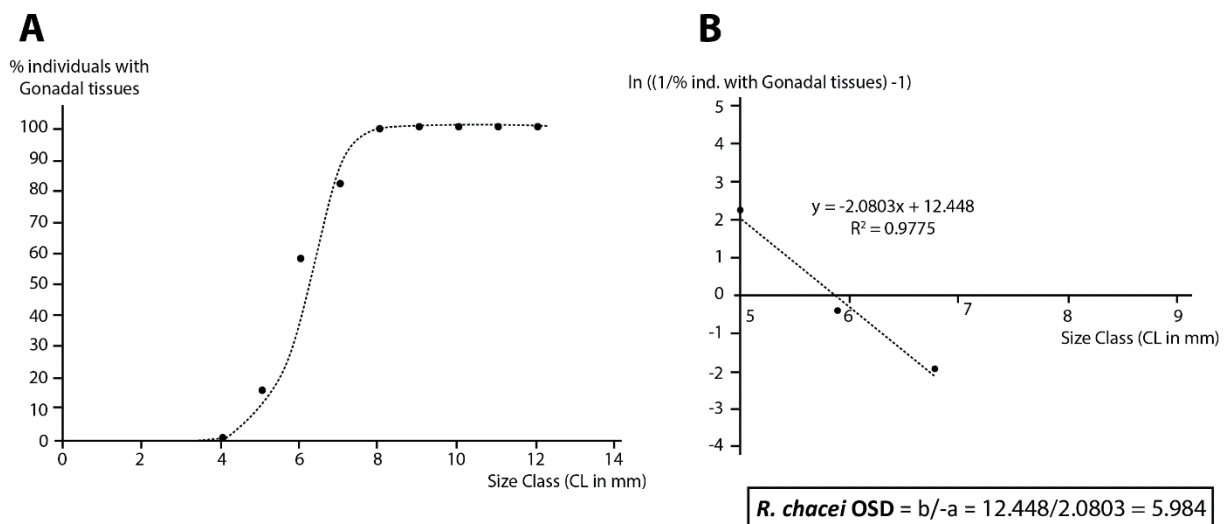 A
% individuals with
Gonadal tissues
100
90
80
70
60
50
40
30
20
10
0
0 2 4 6 8 10 12 14
Size Class (CL in mm)
B
ln ((1/% ind. with Gonadal tissues) -1)
5
4
3
2
1
0
-1
-2
-3
-4
y = -2.0803x + 12.448
R² = 0.9775
5 6 7 8 9
Size Class (CL in mm)
R. chacei OSD = b/-a = 12.448/2.0803 = 5.984